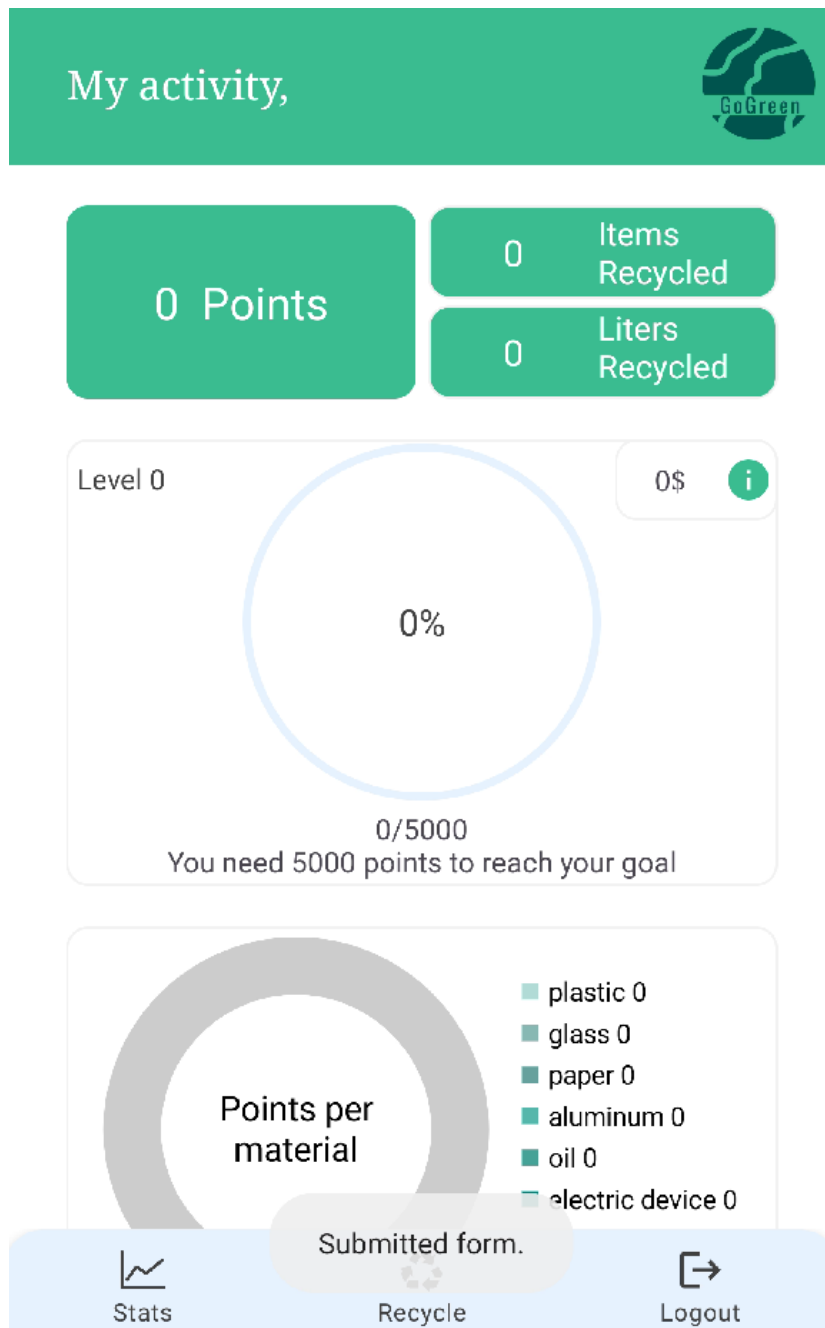 My activity,
GoGreen
0 Points
0 Items
Recycled
0 Liters
Recycled
Level 0
0$
i
0%
0/5000
You need 5000 points to reach your goal
Points per
material
plastic 0
glass 0
paper 0
aluminum 0
oil 0
electric device 0
Submitted form.
Stats
Recycle
Logout